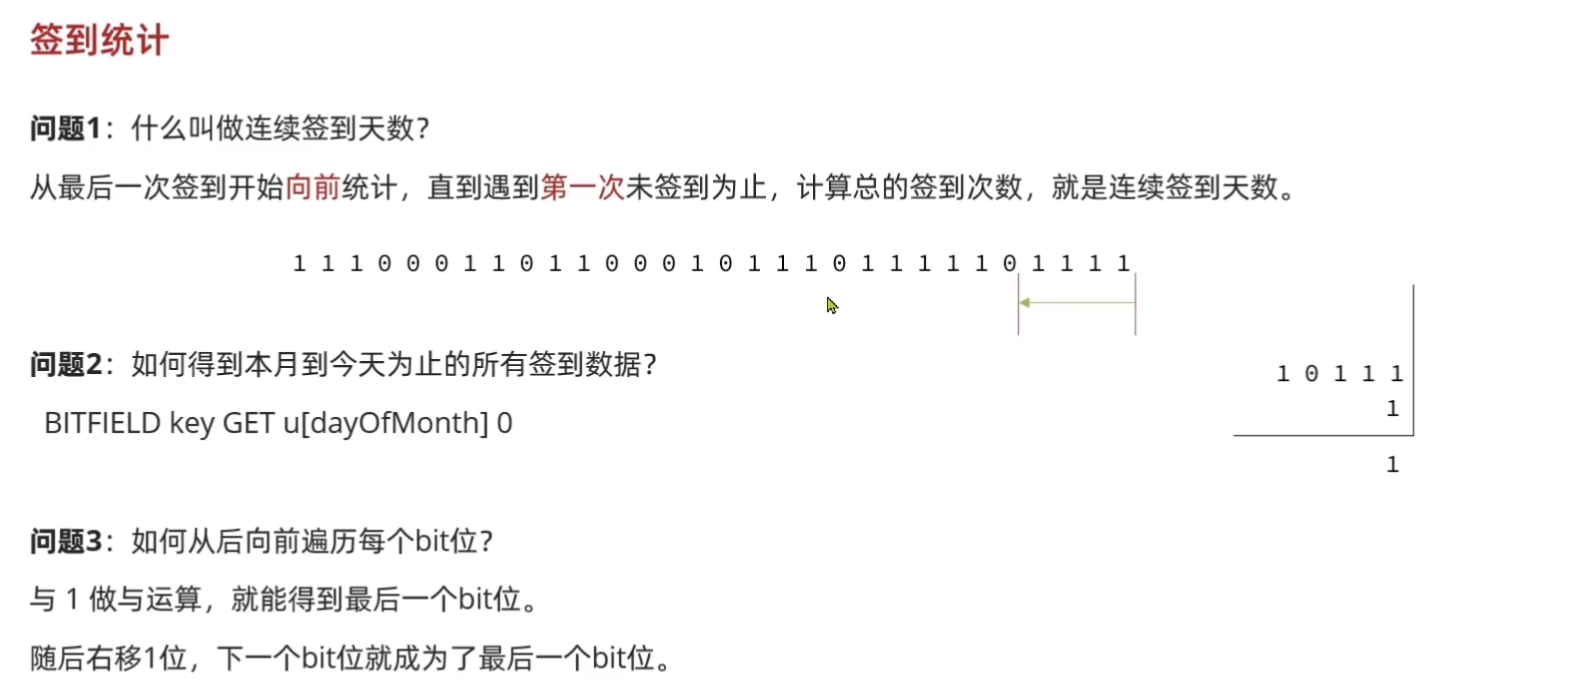 签到统计
问题1：什么叫做连续签到天数？
从最后一次签到开始向前统计，直到遇到第一次未签到为止，计算总的签到次数，就是连续签到天数。
1 1 1 0 0 0 1 1 0 1 1 0 0 0 1 0 1 1 1 0 1 1 1 1 1 0 1 1 1 1
问题2：如何得到本月到今天为止的所有签到数据？
1 0 1 1 1
1
BITFIELD key GET u[dayOfMonth] 0
1
问题3：如何从后向前遍历每个bit位？
与 1 做与运算，就能得到最后一个bit位。
随后右移1位，下一个bit位就成为了最后一个bit位。